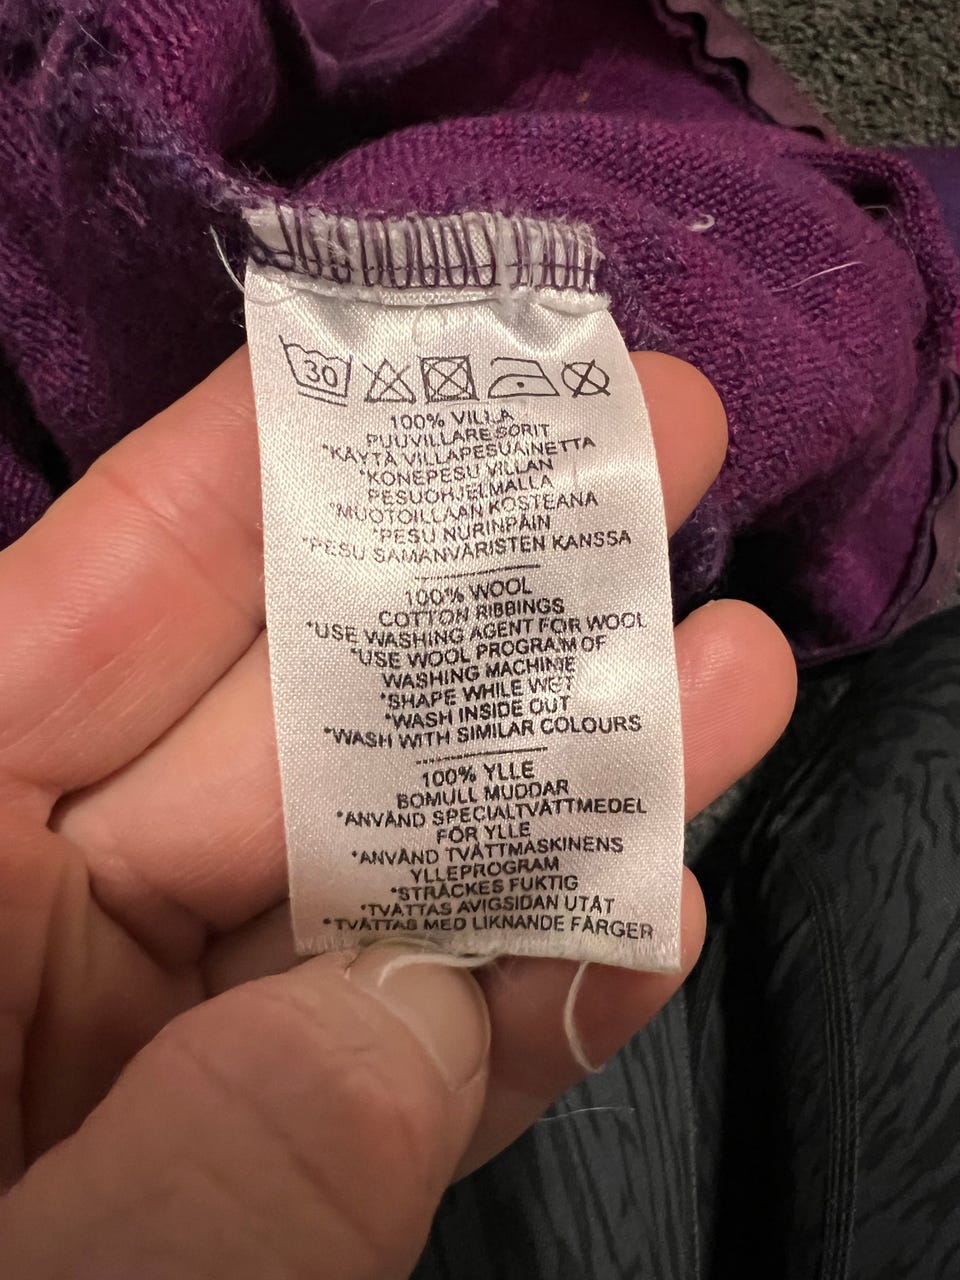 30
100% VILLA
PUUVILLARESORIT
*KÄYTÄ VILLAPESUAINETTA
*KONEPESU VILLAN
PESUOHJELMALLA
*MUOTOILLAAN KOSTEANA
*PESU NURINPÄIN
*PESU SAMANVÄRISTEN KANSSA
100% WOOL
COTTON RIBBINGS
*USE WASHING AGENT FOR WOOL
*USE WOOL PROGRAM OF
WASHING MACHINE
*SHAPE WHILE WET
*WASH INSIDE OUT
*WASH WITH SIMILAR COLOURS
100% YLLE
BOMULL MUDDAR
*ANVÄND SPECIALTVÄTTMEDEL
FÖR YLLE
*ANVÄND TVÄTTMASKINENS
YLLEPROGRAM
*STRÄCKES FUKTIG
*TVÄTTAS AVIGSIDAN UTÅT
*TVÄTTAS MED LIKNANDE FÄRGER